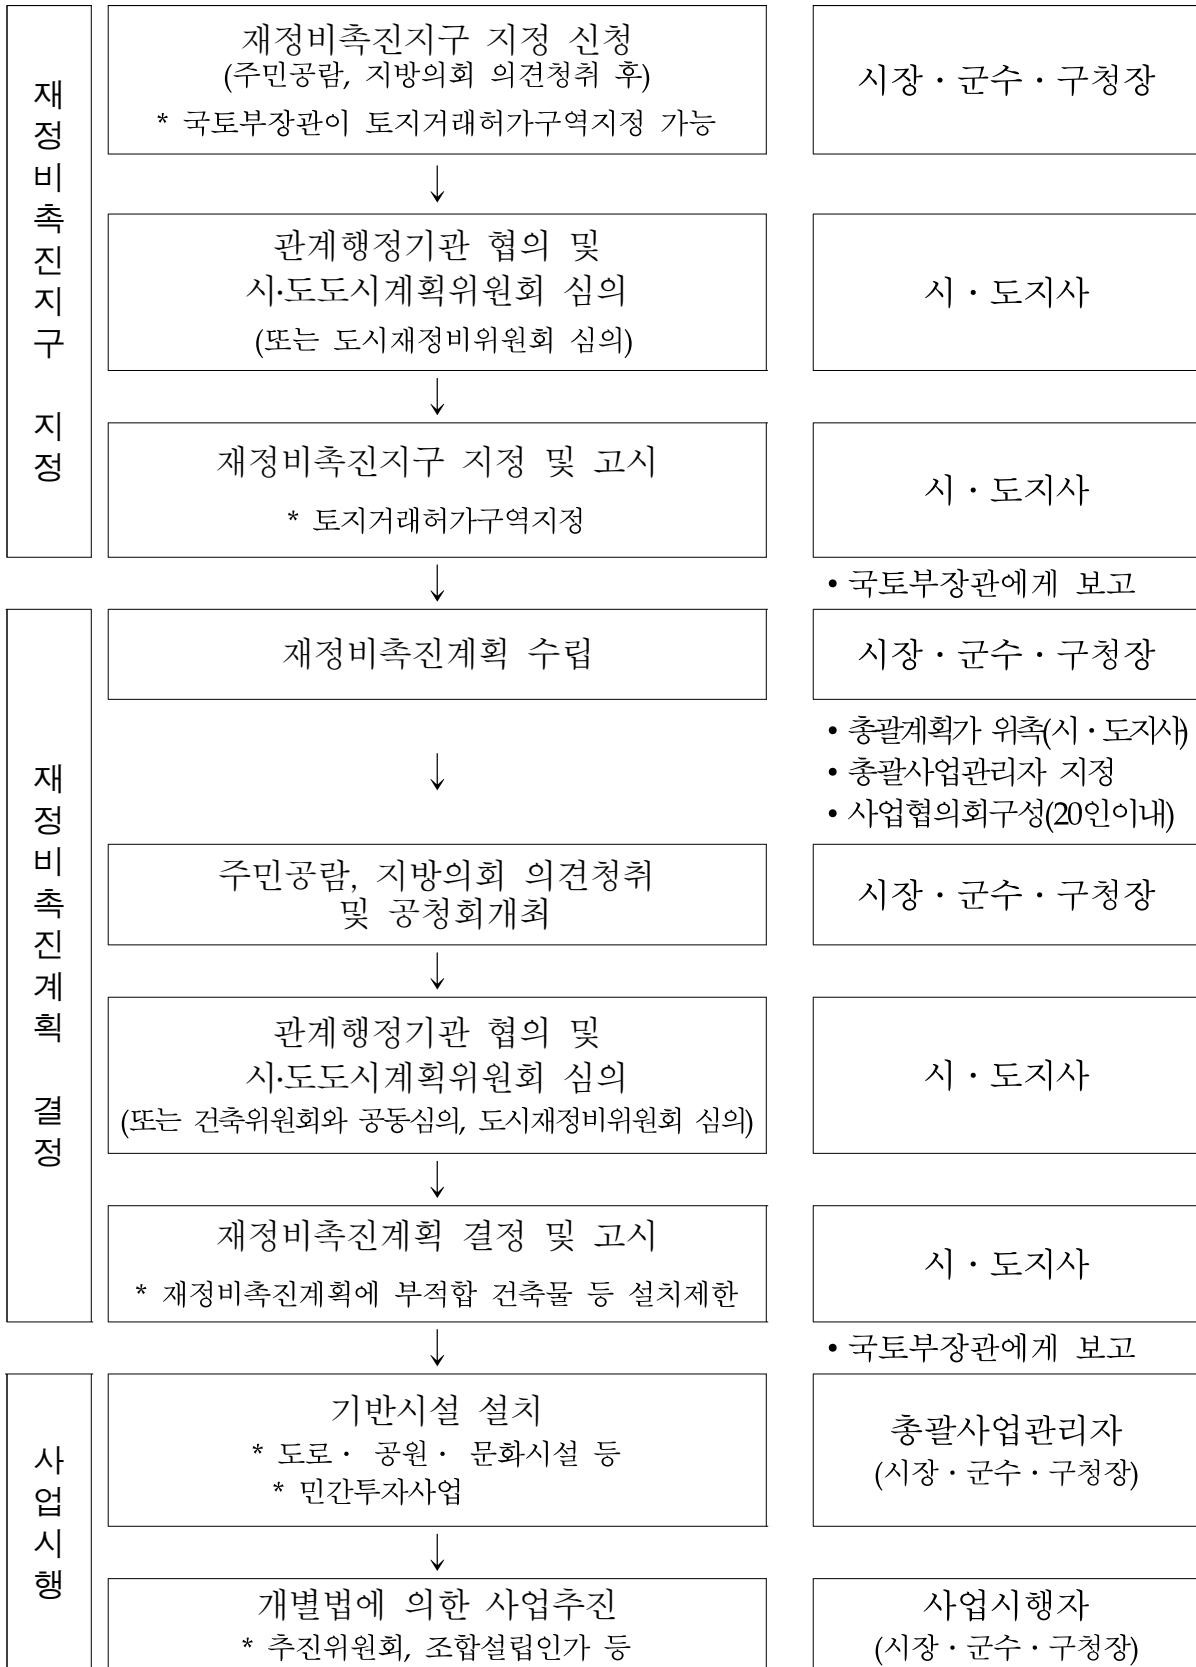 재정비촉진지구 지정
재정비촉진지구 지정 신청
(주민공람, 지방의회 의견청취 후)
* 국토부장관이 토지거래허가구역지정 가능
시장 · 군수 · 구청장
↓
관계행정기관 협의 및
시·도도시계획위원회 심의
(또는 도시재정비위원회 심의)
시 · 도지사
↓
재정비촉진지구 지정 및 고시
* 토지거래허가구역지정
시 · 도지사
↓
• 국토부장관에게 보고
재정비촉진계획 결정
재정비촉진계획 수립
시장 · 군수 · 구청장
↓
• 총괄계획가 위촉(시 · 도지사)
• 총괄사업관리자 지정
• 사업협의회구성(20인이내)
주민공람, 지방의회 의견청취
및 공청회개최
시장 · 군수 · 구청장
↓
관계행정기관 협의 및
시·도도시계획위원회 심의
(또는 건축위원회와 공동심의, 도시재정비위원회 심의)
시 · 도지사
↓
재정비촉진계획 결정 및 고시
* 재정비촉진계획에 부적합 건축물 등 설치제한
시 · 도지사
↓
• 국토부장관에게 보고
사업시행
기반시설 설치
* 도로 · 공원 · 문화시설 등
* 민간투자사업
총괄사업관리자
(시장 · 군수 · 구청장)
↓
개별법에 의한 사업추진
* 추진위원회, 조합설립인가 등
사업시행자
(시장 · 군수 · 구청장)